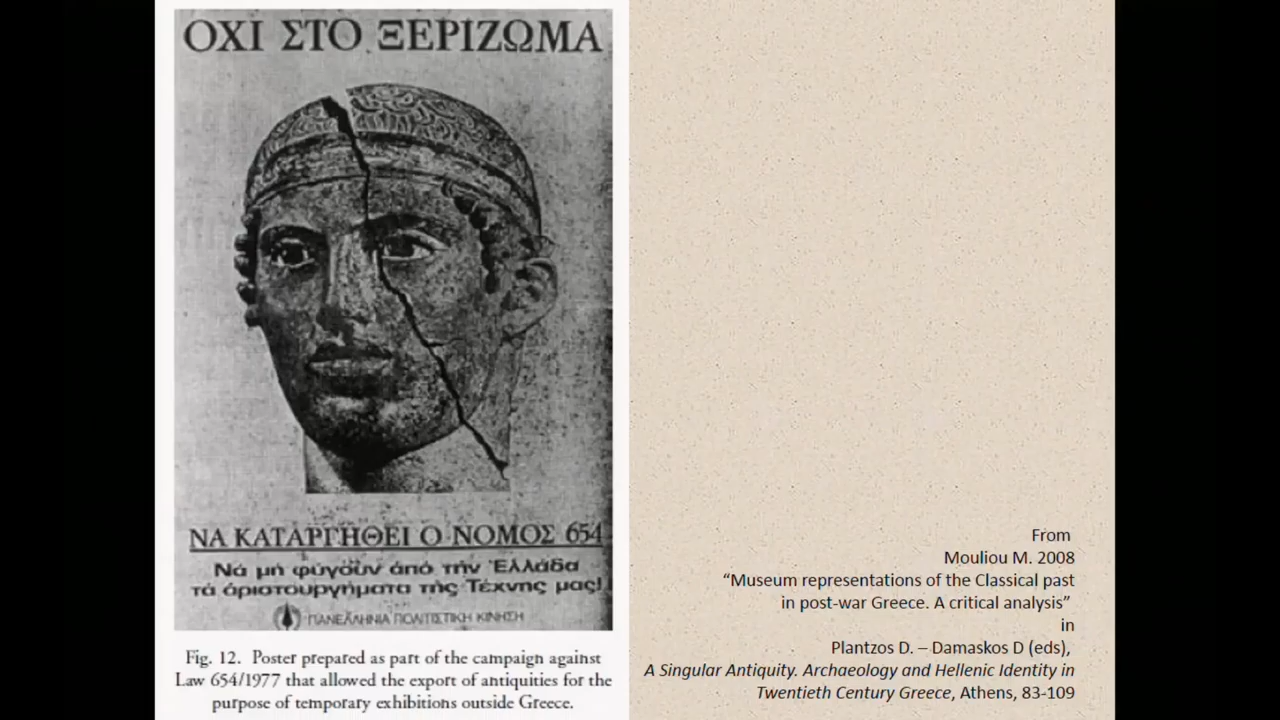 ΟΧΙ ΣΤΟ ΞΕΡΙΖΩΜΑ
ΝΑ ΚΑΤΑΡΓΗΘΕΙ Ο ΝΟΜΟΣ 654
Νά μή φύγουν άπό τήν Ἑλλάδα
τά άριστουργήματα τῆς Τέχνης μας!
ΠΑΝΕΛΛΗΝΙΑ ΠΟΛΙΤΙΣΤΙΚΗ ΚΙΝΗΣΗ
Fig. 12. Poster prepared as part of the campaign against
Law 654/1977 that allowed the export of antiquities for the
purpose of temporary exhibitions outside Greece.
From
Mouliou M. 2008
“Museum representations of the Classical past
in post-war Greece. A critical analysis”
in
Plantzos D. – Damaskos D (eds),
A Singular Antiquity. Archaeology and Hellenic Identity in
Twentieth Century Greece, Athens, 83-109